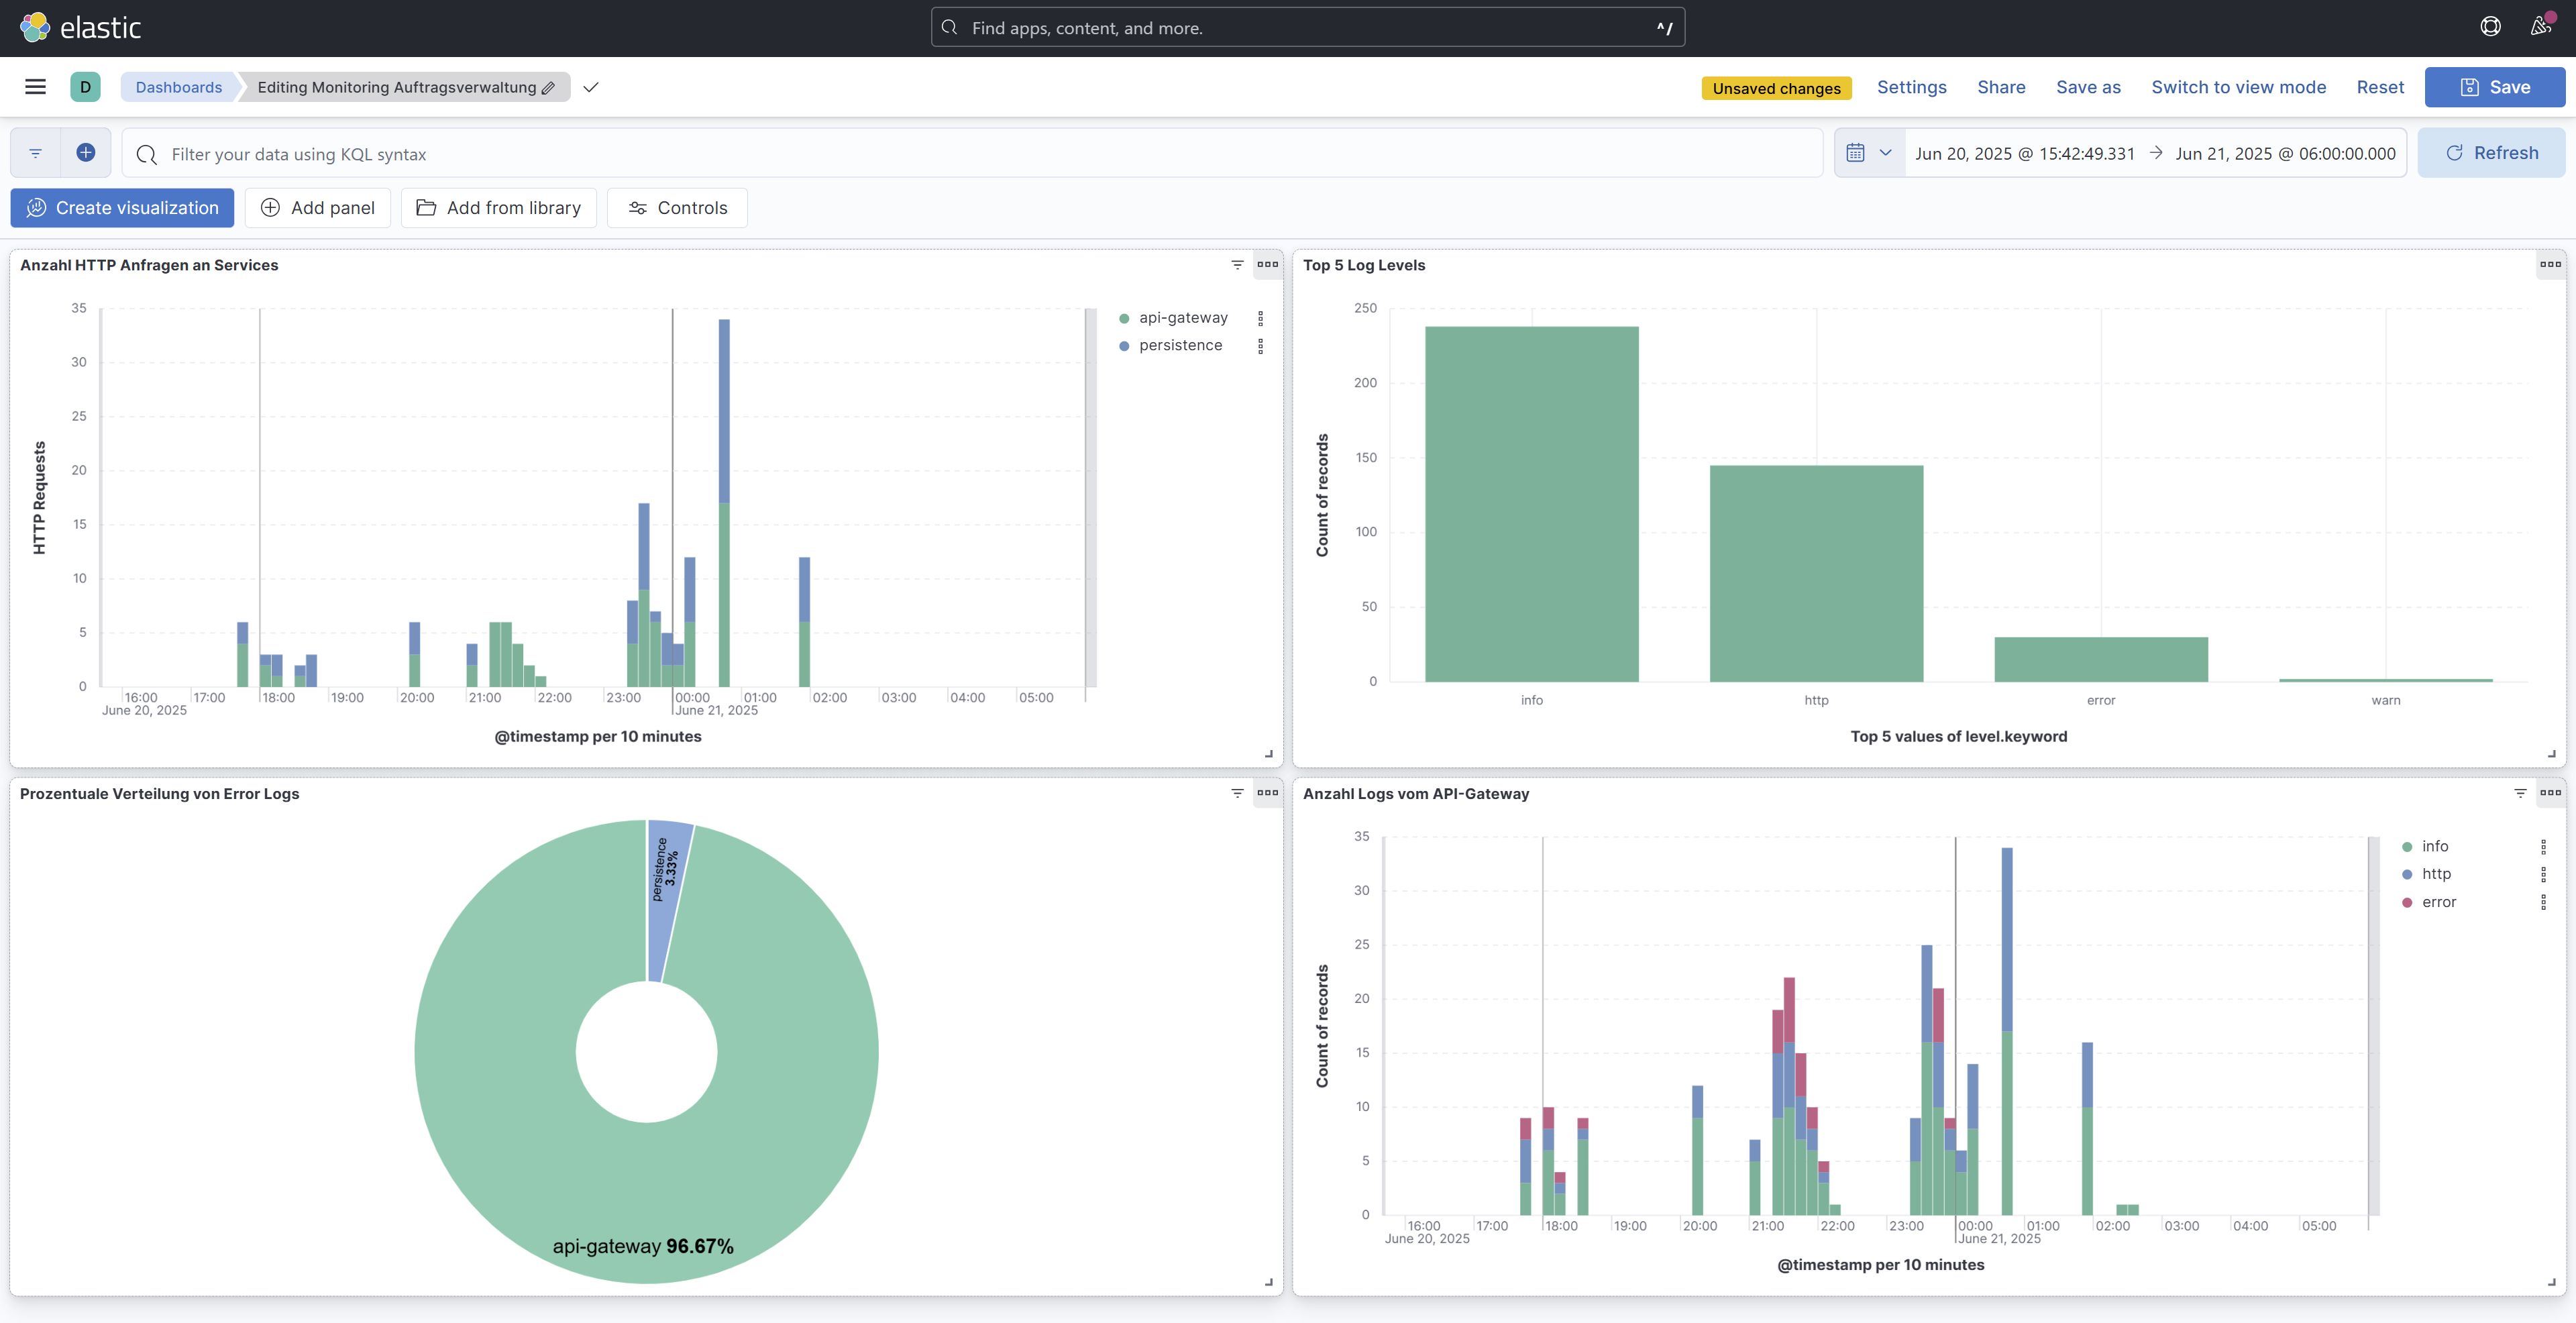 elastic
Find apps, content, and more.
^/
D
Dashboards
Editing Monitoring Auftragsverwaltung
Unsaved changes
Settings
Share
Save as
Switch to view mode
Reset
Save
Filter your data using KQL syntax
Jun 20, 2025 @ 15:42:49.331 → Jun 21, 2025 @ 06:00:00.000
Refresh
Create visualization
Add panel
Add from library
Controls
Anzahl HTTP Anfragen an Services
HTTP Requests
35
30
25
20
15
10
5
0
16:00 17:00 18:00 19:00 20:00 21:00 22:00 23:00 00:00 01:00 02:00 03:00 04:00 05:00
June 20, 2025 June 21, 2025
@timestamp per 10 minutes
api-gateway
persistence
Top 5 Log Levels
Count of records
250
200
150
100
50
0
info http error warn
Top 5 values of level.keyword
Prozentuale Verteilung von Error Logs
persistence
3.33%
api-gateway 96.67%
Anzahl Logs vom API-Gateway
Count of records
35
30
25
20
15
10
5
0
16:00 17:00 18:00 19:00 20:00 21:00 22:00 23:00 00:00 01:00 02:00 03:00 04:00 05:00
June 20, 2025 June 21, 2025
@timestamp per 10 minutes
info
http
error